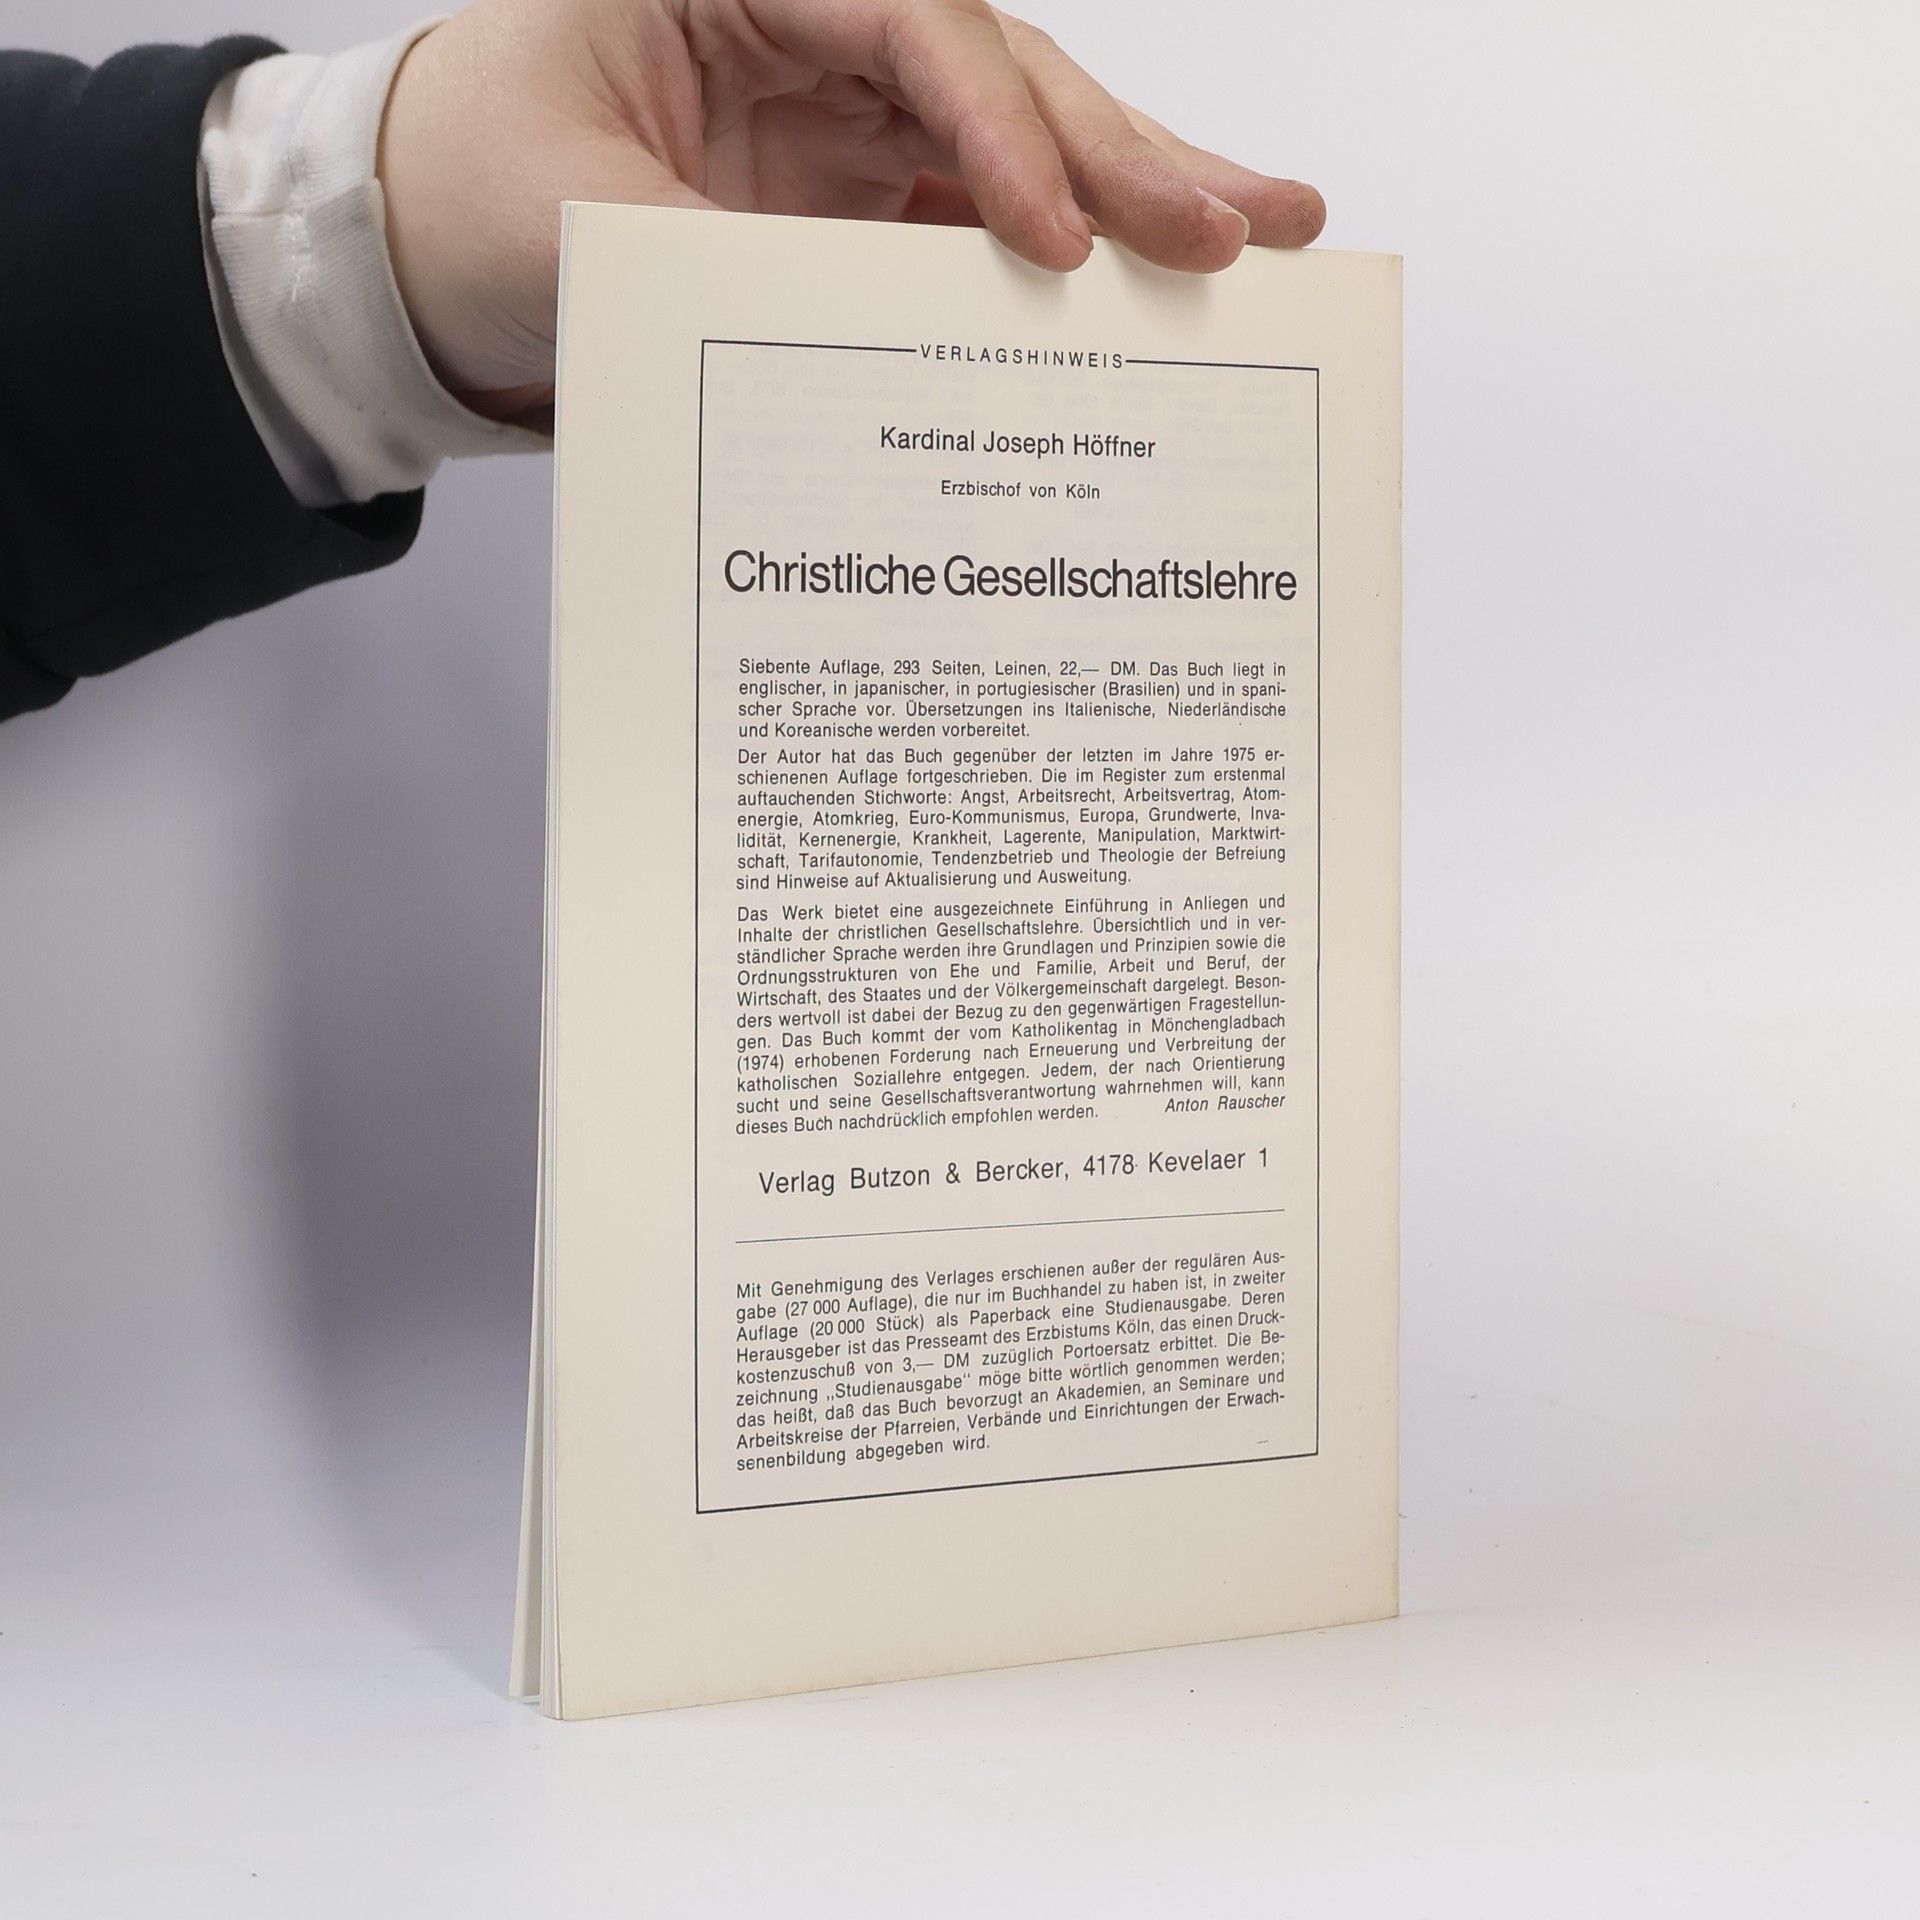 VERLAGSHINWEIS
Kardinal Joseph Höffner
Erzbischof von Köln
Christliche Gesellschaftslehre
Siebente Auflage, 293 Seiten, Leinen, 22,— DM. Das Buch liegt in
englischer, in japanischer, in portugiesischer (Brasilien) und in spani-
scher Sprache vor. Übersetzungen ins Italienische, Niederländische
und Koreanische werden vorbereitet.
Der Autor hat das Buch gegenüber der letzten im Jahre 1975 er-
schienenen Auflage fortgeschrieben. Die im Register zum erstenmal
auftauchenden Stichworte: Angst, Arbeitsrecht, Arbeitsvertrag, Atom-
energie, Atomkrieg, Euro-Kommunismus, Europa, Grundwerte, Inva-
lidität, Kernenergie, Krankheit, Lagerente, Manipulation, Marktwirt-
schaft, Tarifautonomie, Tendenzbetrieb und Theologie der Befreiung
sind Hinweise auf Aktualisierung und Ausweitung.
Das Werk bietet eine ausgezeichnete Einführung in Anliegen und
Inhalte der christlichen Gesellschaftslehre. Übersichtlich und in ver-
ständlicher Sprache werden ihre Grundlagen und Prinzipien sowie die
Ordnungsstrukturen von Ehe und Familie, Arbeit und Beruf, der
Wirtschaft, des Staates und der Völkergemeinschaft dargelegt. Beson-
ders wertvoll ist dabei der Bezug zu den gegenwärtigen Fragestellun-
gen. Das Buch kommt der vom Katholikentag in Mönchengladbach
(1974) erhobenen Forderung nach Erneuerung und Verbreitung der
katholischen Soziallehre entgegen. Jedem, der nach Orientierung
sucht und seine Gesellschaftsverantwortung wahrnehmen will, kann
dieses Buch nachdrücklich empfohlen werden. Anton Rauscher
Verlag Butzon & Bercker, 4178 Kevelaer 1
Mit Genehmigung des Verlages erschienen außer der regulären Aus-
gabe (27 000 Auflage), die nur im Buchhandel zu haben ist, in zweiter
Auflage (20 000 Stück) als Paperback eine Studienausgabe. Deren
Herausgeber ist das Presseamt des Erzbistums Köln, das einen Druck-
kostenzuschuß von 3,— DM zuzüglich Portoersatz erbittet. Die Be-
zeichnung „Studienausgabe“ möge bitte wörtlich genommen werden;
das heißt, daß das Buch bevorzugt an Akademien, an Seminare und
Arbeitskreise der Pfarreien, Verbände und Einrichtungen der Erwach-
senenbildung abgegeben wird.